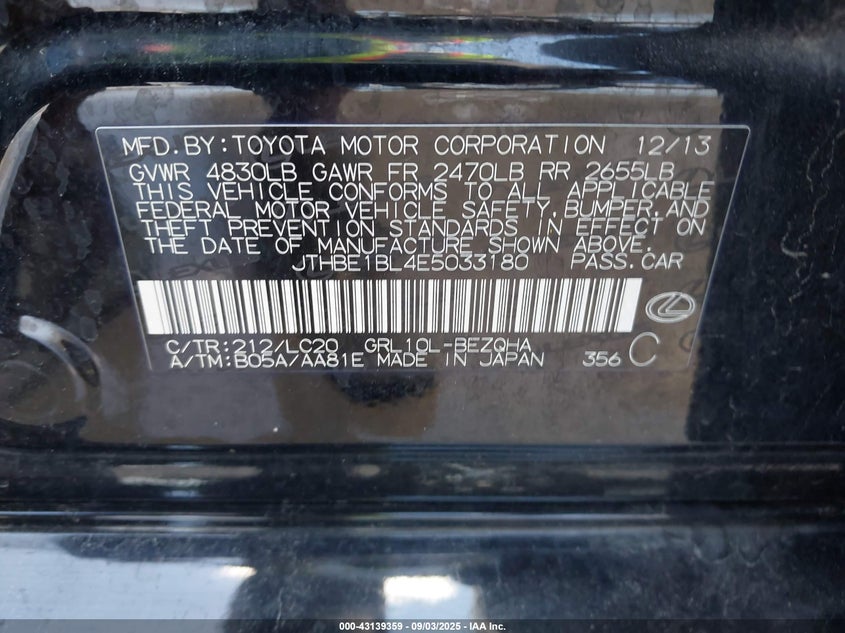 MFD.BY:TOYOTA MOTOR CORPORATION 12/13
GVWR 4830LB GAWR FR 2470LB RR 2655LB
THIS VEHICLE CONFORMS TO ALL APPLICABLE
FEDERAL MOTOR VEHICLE SAFETY,BUMPER,AND
THEFT PREVENTION STANDARDS IN EFFECT ON
THE DATE OF MANUFACTURE SHOWN ABOVE.
JTHBE1BL4E5033180 PASS.CAR
C/TR:212/LC20 GRL10L-BEZQHA
A/TM:B05A/AA81E MADE IN JAPAN 356 C
000-43139359 - 09/03/2025 - IAA Inc.